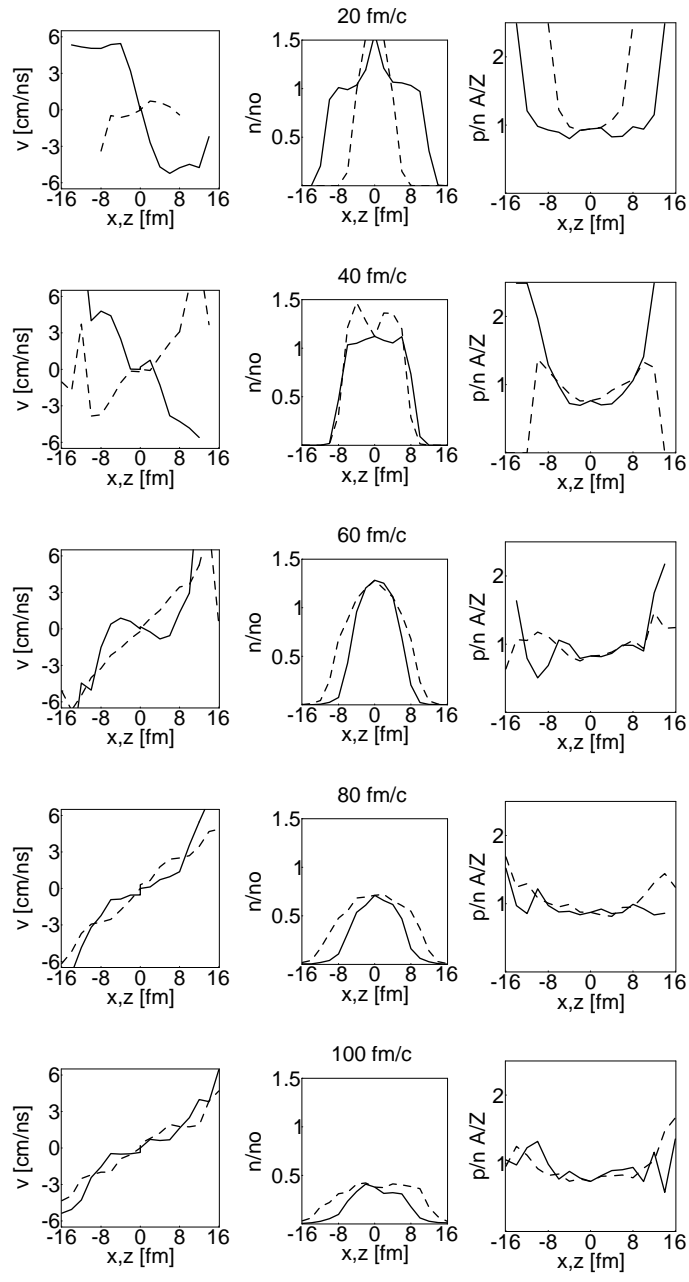 20 fm/c
v [cm/ns]
6
3
0
-3
-6
-16 -8 0 8 16
x,z [fm]
n/no
1.5
1
0.5
-16 -8 0 8 16
x,z [fm]
p/n A/Z
2
1
-16 -8 0 8 16
x,z [fm]
40 fm/c
v [cm/ns]
6
3
0
-3
-6
-16 -8 0 8 16
x,z [fm]
n/no
1.5
1
0.5
-16 -8 0 8 16
x,z [fm]
p/n A/Z
2
1
-16 -8 0 8 16
x,z [fm]
60 fm/c
v [cm/ns]
6
3
0
-3
-6
-16 -8 0 8 16
x,z [fm]
n/no
1.5
1
0.5
-16 -8 0 8 16
x,z [fm]
p/n A/Z
2
1
-16 -8 0 8 16
x,z [fm]
80 fm/c
v [cm/ns]
6
3
0
-3
-6
-16 -8 0 8 16
x,z [fm]
n/no
1.5
1
0.5
-16 -8 0 8 16
x,z [fm]
p/n A/Z
2
1
-16 -8 0 8 16
x,z [fm]
100 fm/c
v [cm/ns]
6
3
0
-3
-6
-16 -8 0 8 16
x,z [fm]
n/no
1.5
1
0.5
-16 -8 0 8 16
x,z [fm]
p/n A/Z
2
1
-16 -8 0 8 16
x,z [fm]